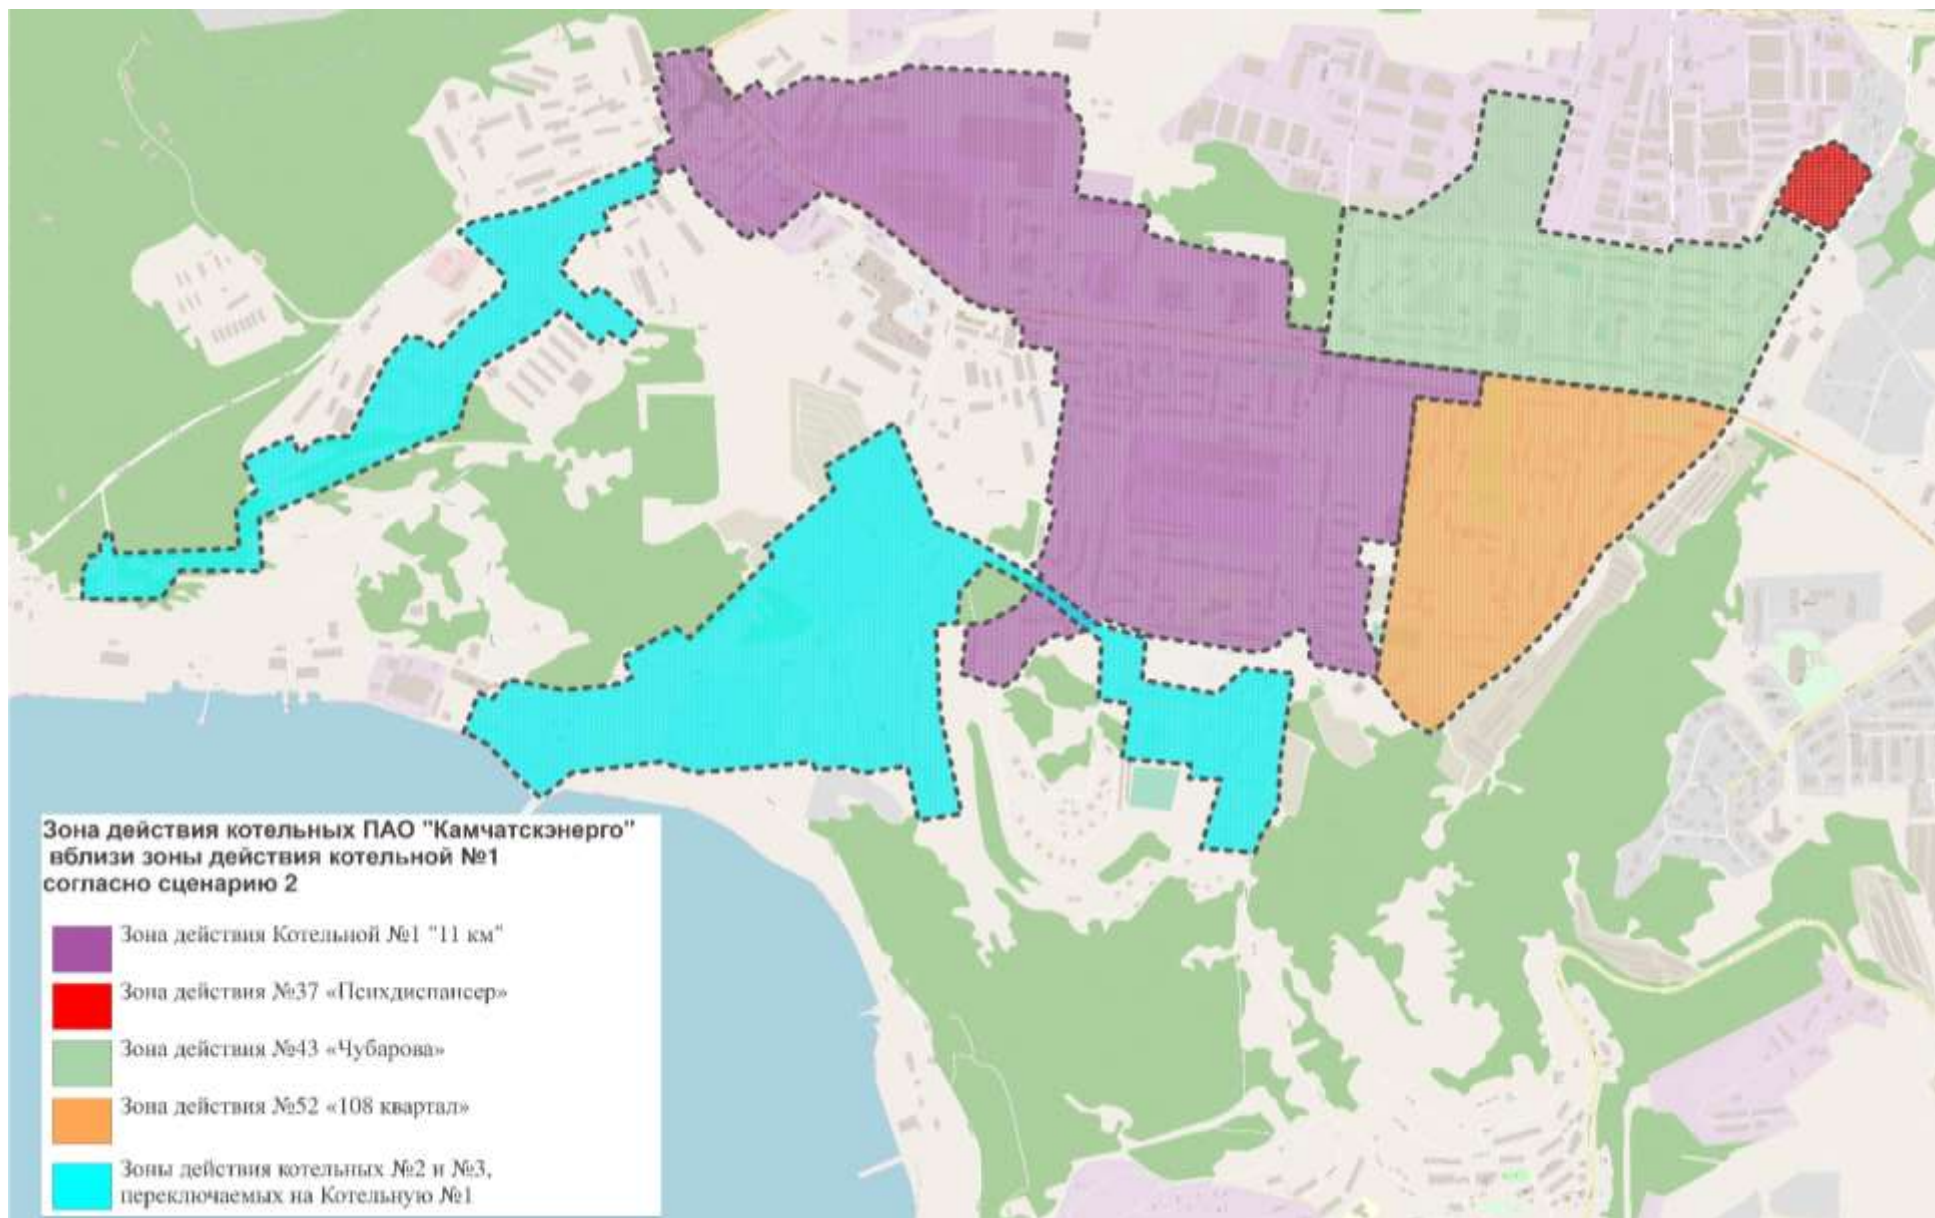 Зона действия котельных ПАО "Камчатскэнерго"
вблизи зоны действия котельной №1
согласно сценарию 2
Зона действия Котельной №1 "11 км"
Зона действия №37 «Психдиспансер»
Зона действия №43 «Чубарова»
Зона действия №52 «108 квартал»
Зоны действия котельных №2 и №3,
переключаемых на Котельную №1